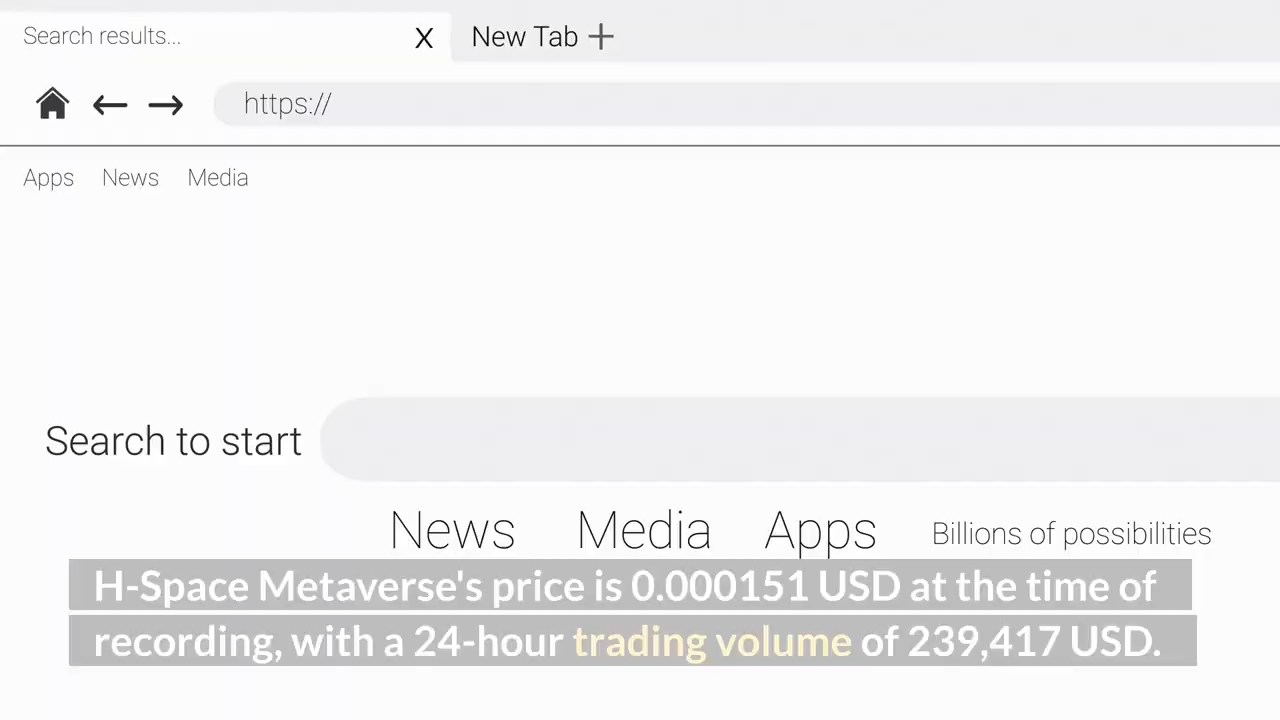 Search results... X New Tab +
https://
Apps News Media
Search to start
News Media Apps Billions of possibilities
H-Space Metaverse's price is 0.000151 USD at the time of
recording, with a 24-hour trading volume of 239,417 USD.